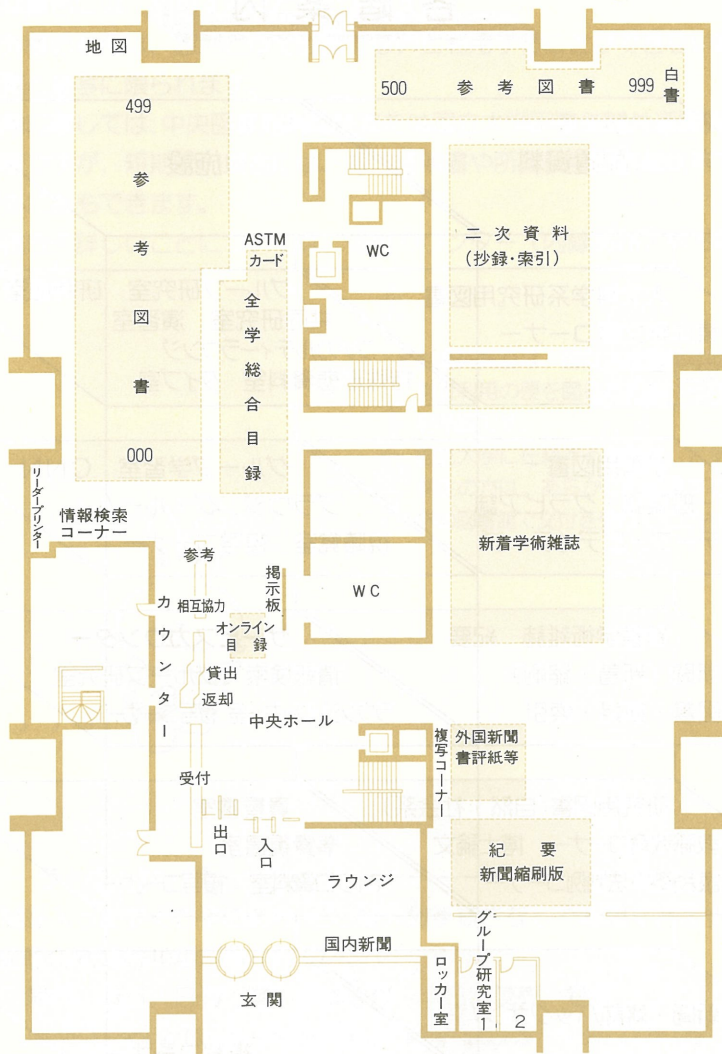 地図
499
参考図書
000
500 参考図書 999
白書
ASTM
カード
全学総合目録
WC
二次資料
(抄録・索引)
リーダープリンター
情報検索
コーナー
新着学術雑誌
参考
相互協力
掲示板
WC
オンライン
目録
カウンター
貸出
返却
中央ホール
複写コーナー
外国新聞
書評紙等
受付
出口
入口
紀要
新聞縮刷版
ラウンジ
国内新聞
玄関
ロッカー室
グループ研究室1
2